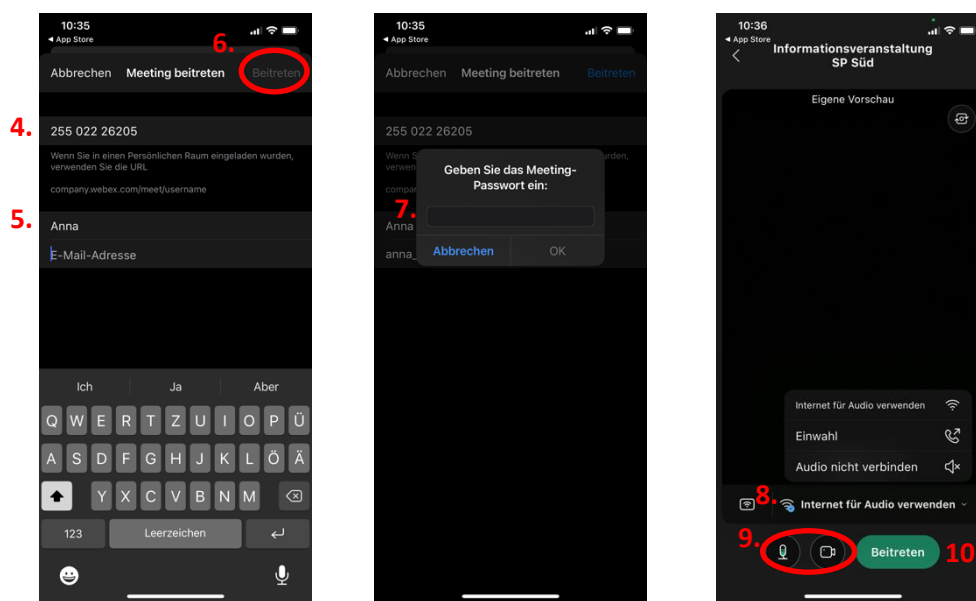 10:35
◄ App Store
6.
Abbrechen Meeting beitreten Beitreten
4.
255 022 26205
Wenn Sie in einen Persönlichen Raum eingeladen wurden,
verwenden Sie die URL
company.webex.com/meet/username
5.
Anna
E-Mail-Adresse
Ich Ja Aber
Q W E R T Z U I O P Ü
A S D F G H J K L Ö Ä
Y X C V B N M
123 Leerzeichen
10:35
◄ App Store
Abbrechen Meeting beitreten Beitreten
255 022 26205
Geben Sie das Meeting-
Passwort ein:
7.
Anna
anna_
Abbrechen OK
10:36
◄ App Store
Informationsveranstaltung
SP Süd
Eigene Vorschau
Internet für Audio verwenden
Einwahl
Audio nicht verbinden
8.
Internet für Audio verwenden
9.
Beitreten
10